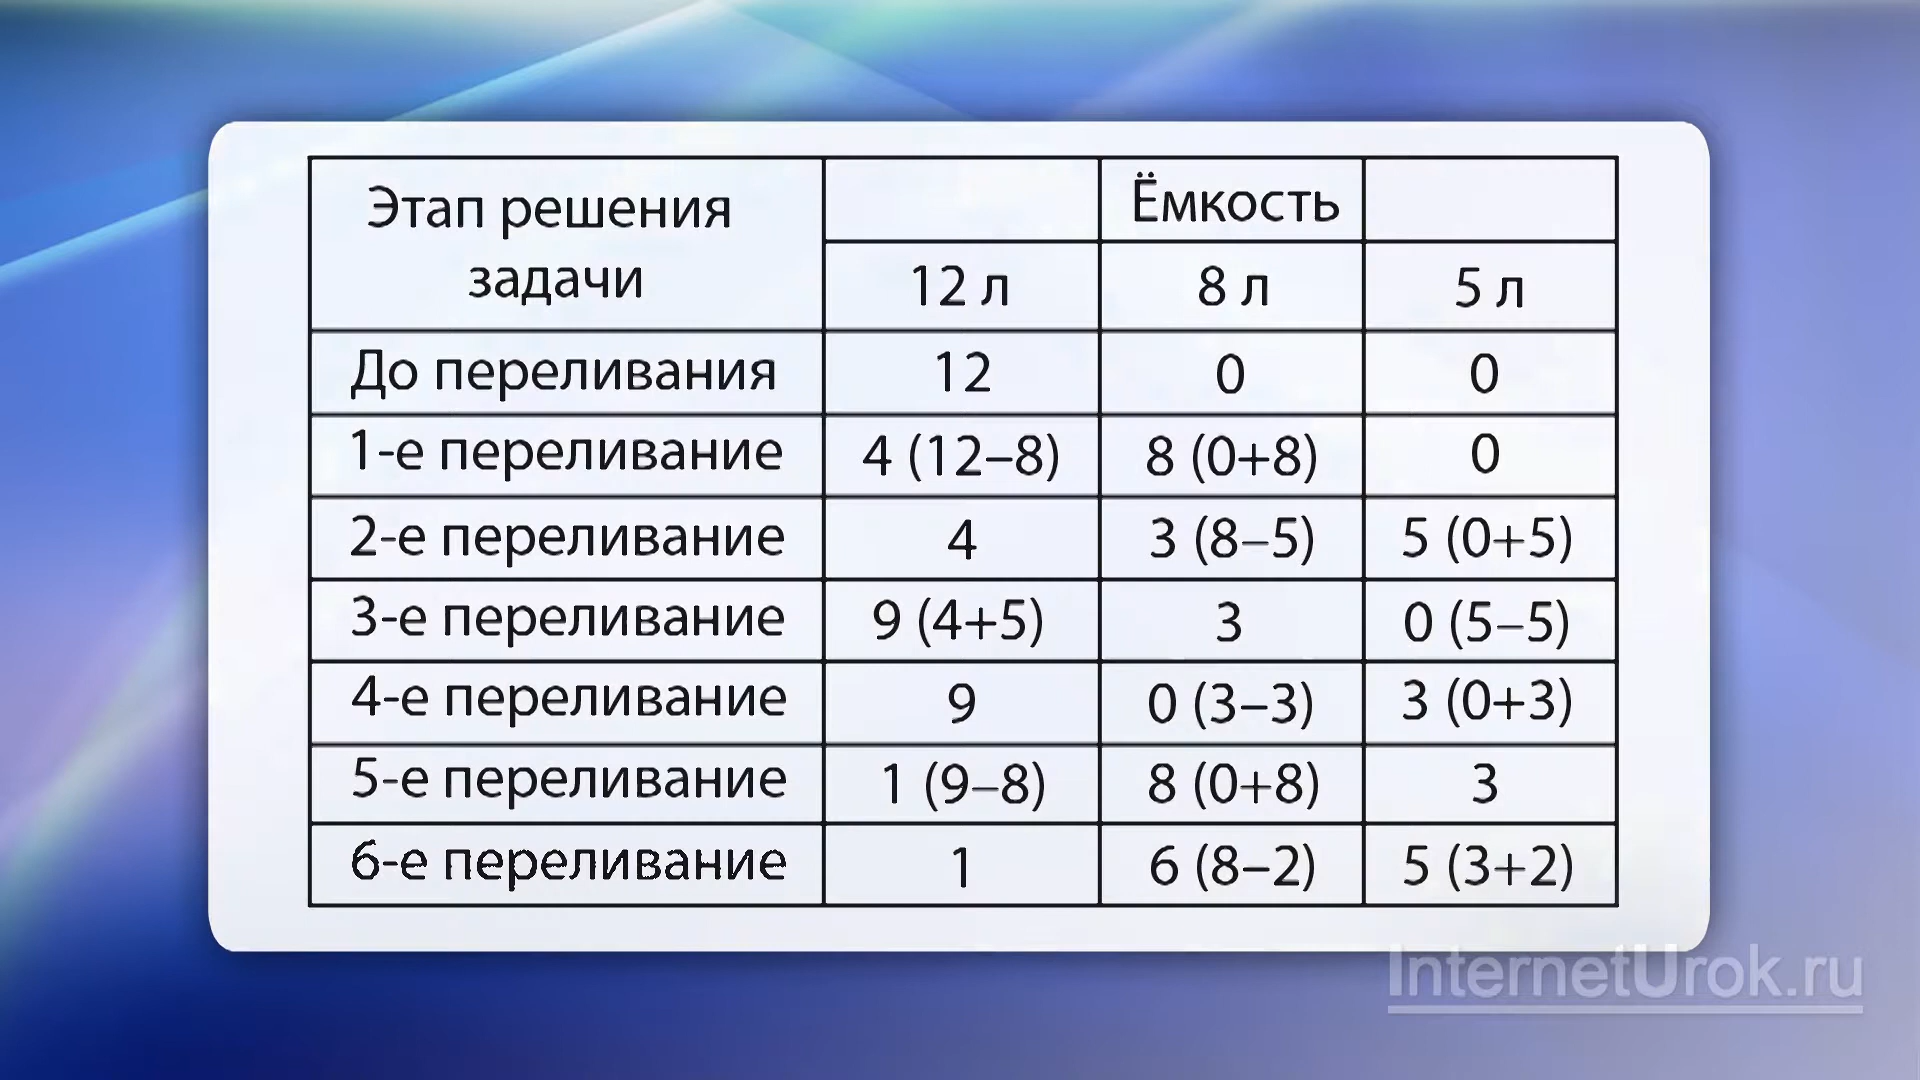 Этап решения
задачи
Ёмкость
12 л 8 л 5 л
До переливания 12 0 0
1-е переливание 4 (12–8) 8 (0+8) 0
2-е переливание 4 3 (8–5) 5 (0+5)
3-е переливание 9 (4+5) 3 0 (5–5)
4-е переливание 9 0 (3–3) 3 (0+3)
5-е переливание 1 (9–8) 8 (0+8) 3
6-е переливание 1 6 (8–2) 5 (3+2)
InternetUrok.ru